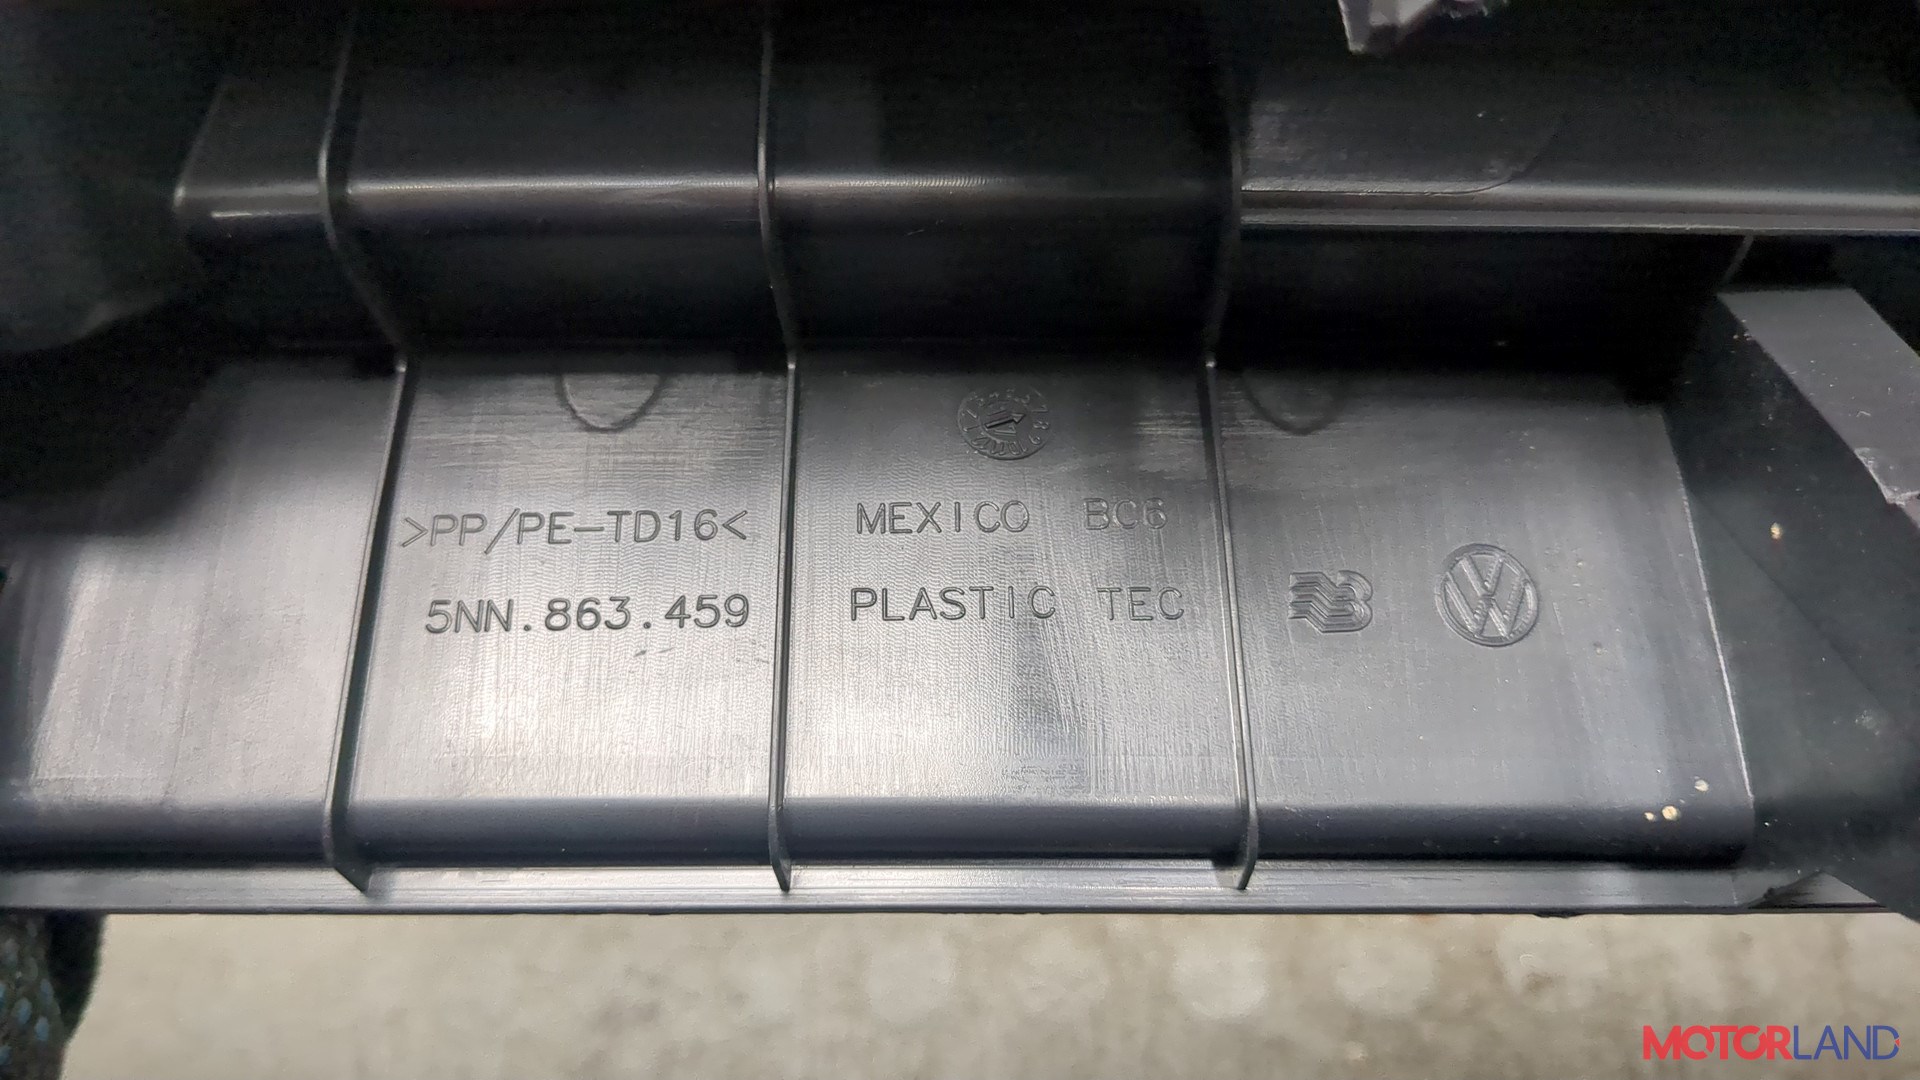 >PP/PE-TD16<
5NN.863.459
MEXICO BC6
PLASTIC TEC
MOTORLAND